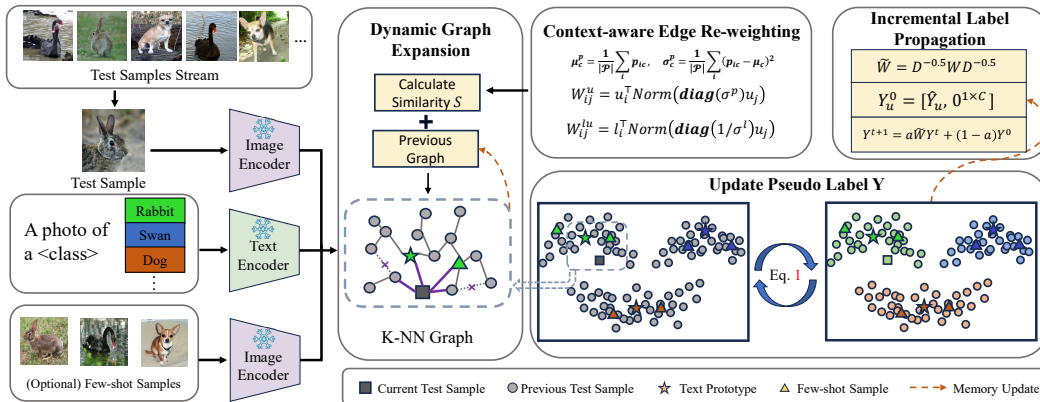 Test Samples Stream
...
Test Sample
A photo of
a <class>
Rabbit
Swan
Dog
⋮
(Optional) Few-shot Samples
Image
Encoder
Text
Encoder
Image
Encoder
Dynamic Graph
Expansion
Calculate
Similarity S
+
Previous
Graph
K-NN Graph
Context-aware Edge Re-weighting
μ_c^p = 1/|P| ∑_i p_ic, σ_c^p = 1/|P| ∑_i (p_ic − μ_c)^2
W_ij^u = u_i^T Norm(diag(σ^p)u_j)
W_ij^lu = l_i^T Norm(diag(1/σ^l)u_j)
Incremental Label
Propagation
W̃ = D^−0.5 W D^−0.5
Y_u^0 = [Ŷ_u, 0^1×C]
Y^t+1 = aW̃Y^t + (1 − a)Y^0
Update Pseudo Label Y
Eq. 1
Current Test Sample
Previous Test Sample
Text Prototype
Few-shot Sample
Memory Update